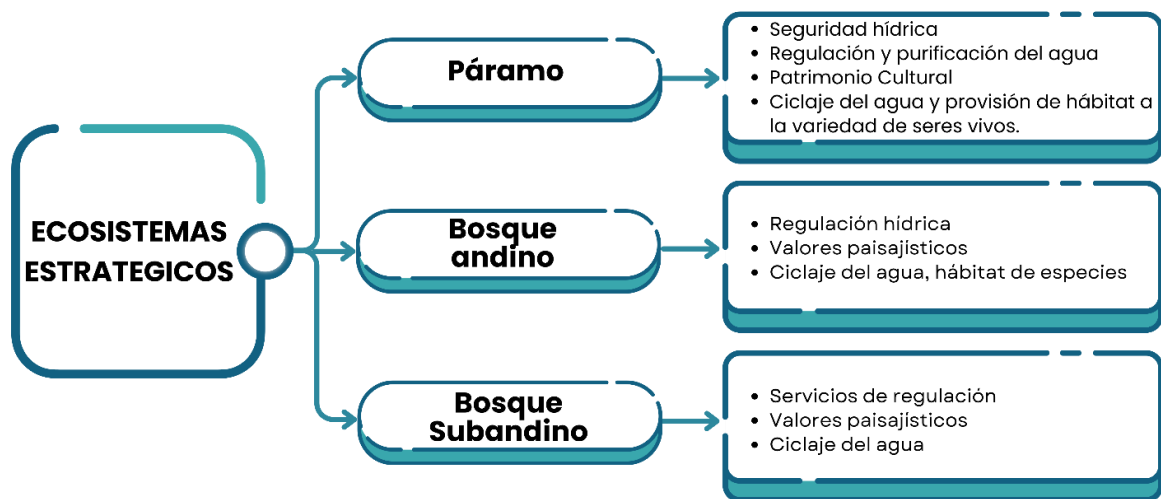 ECOSISTEMAS
ESTRATEGICOS
Páramo
• Seguridad hídrica
• Regulación y purificación del agua
• Patrimonio Cultural
• Ciclaje del agua y provisión de hábitat a
la variedad de seres vivos.
Bosque
andino
• Regulación hídrica
• Valores paisajisticos
• Ciclaje del agua, hábitat de especies
Bosque
Subandino
• Servicios de regulación
• Valores paisajísticos
• Ciclaje del agua